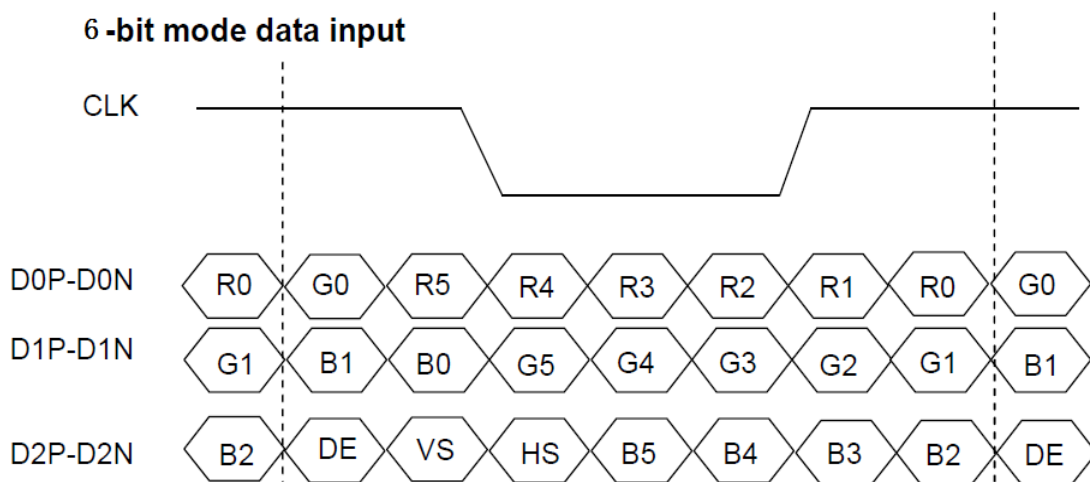 6 -bit mode data input
CLK
D0P-D0N R0 G0 R5 R4 R3 R2 R1 R0 G0
D1P-D1N G1 B1 B0 G5 G4 G3 G2 G1 B1
D2P-D2N B2 DE VS HS B5 B4 B3 B2 DE